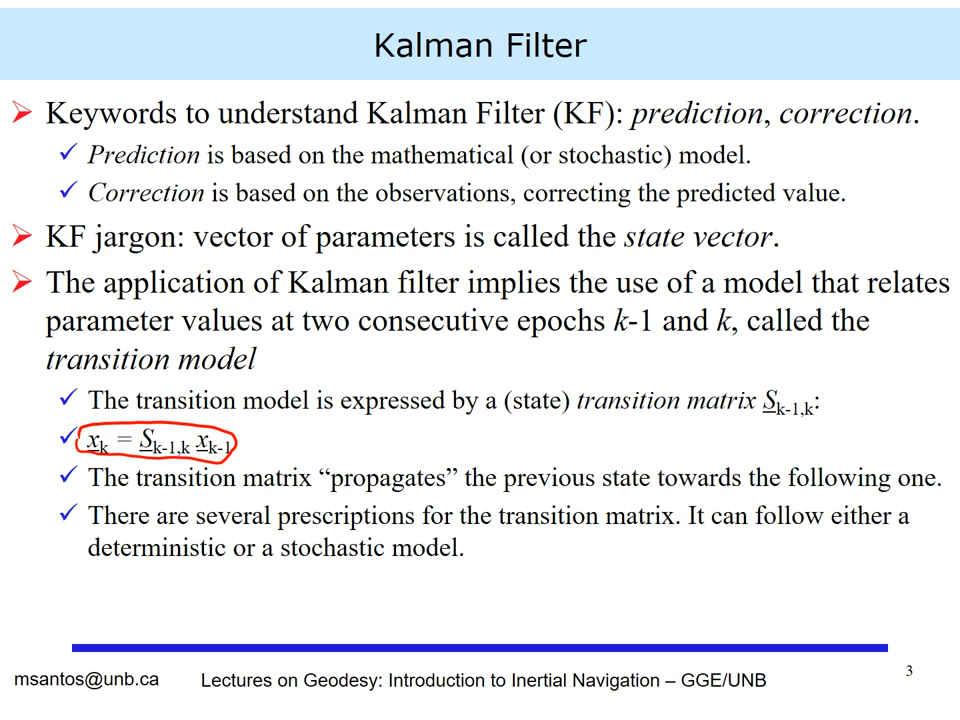 Kalman Filter
Keywords to understand Kalman Filter (KF): prediction, correction.
Prediction is based on the mathematical (or stochastic) model.
Correction is based on the observations, correcting the predicted value.
KF jargon: vector of parameters is called the state vector.
The application of Kalman filter implies the use of a model that relates
parameter values at two consecutive epochs k-1 and k, called the
transition model
The transition model is expressed by a (state) transition matrix Sk-1,k:
xk = Sk-1,k xk-1
The transition matrix “propagates” the previous state towards the following one.
There are several prescriptions for the transition matrix. It can follow either a
deterministic or a stochastic model.
msantos@unb.ca
Lectures on Geodesy: Introduction to Inertial Navigation – GGE/UNB
3